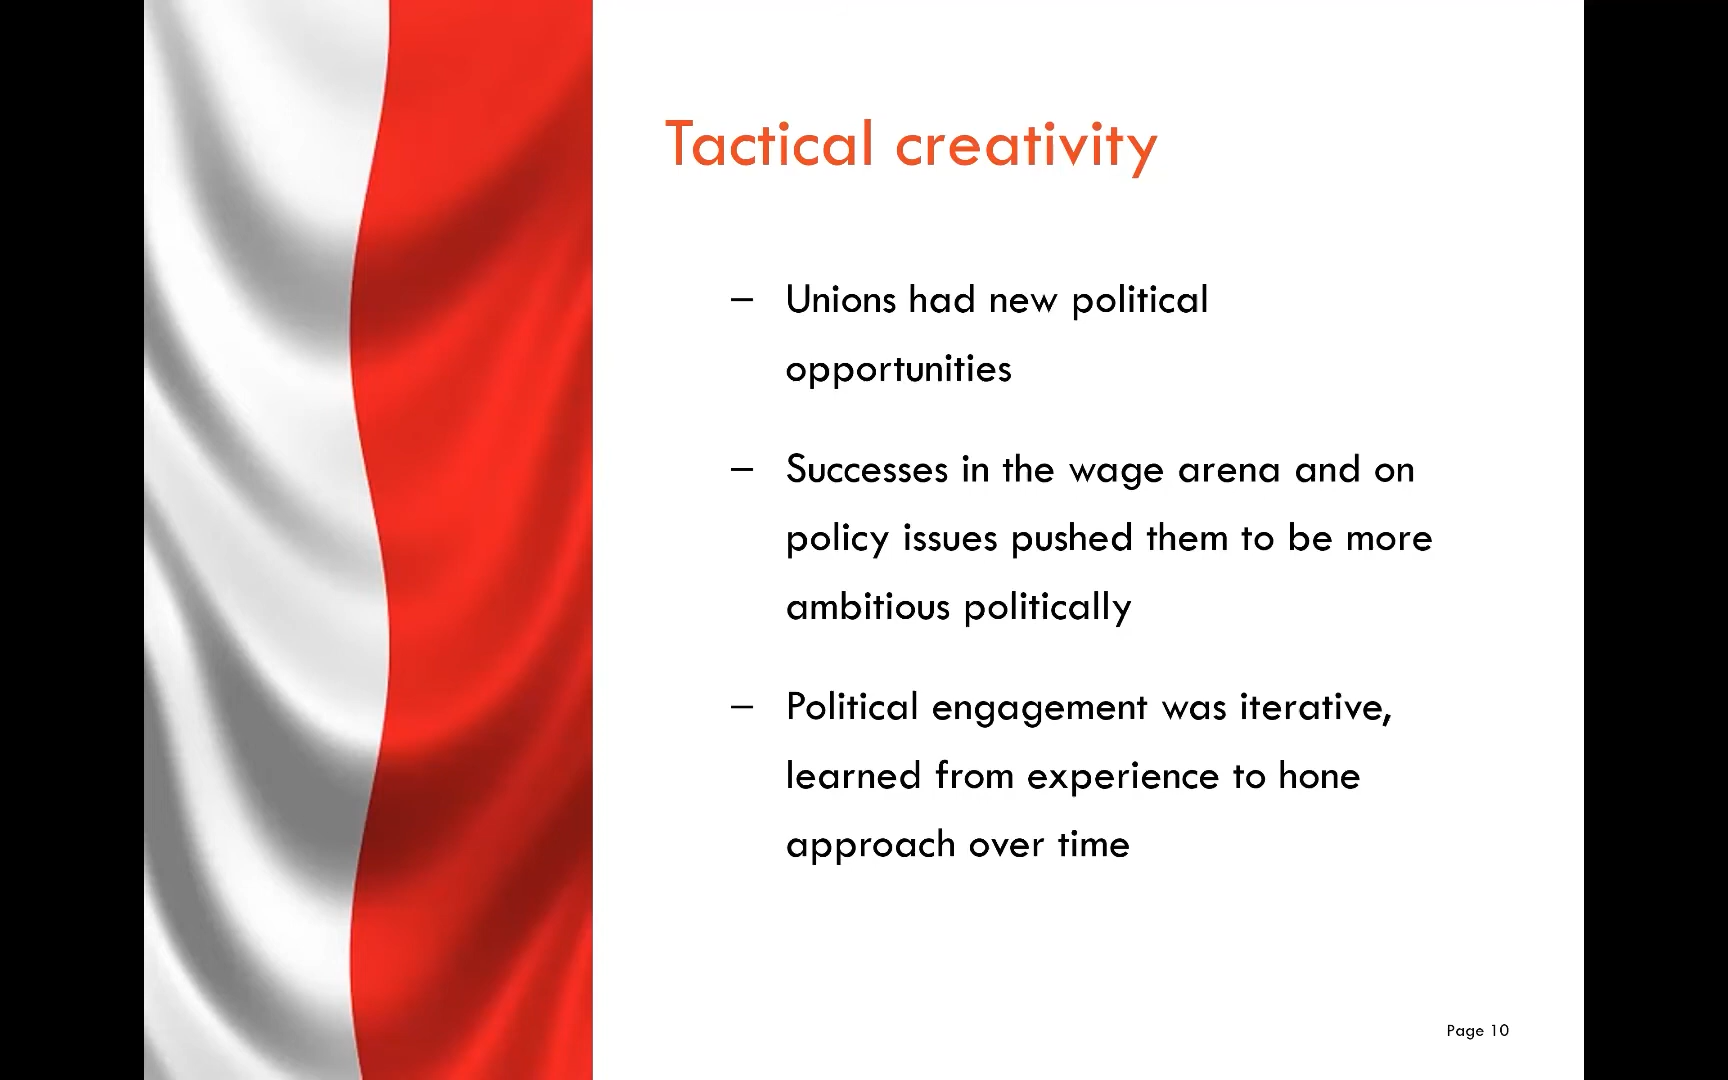 Tactical creativity
– Unions had new political
opportunities
– Successes in the wage arena and on
policy issues pushed them to be more
ambitious politically
– Political engagement was iterative,
learned from experience to hone
approach over time
Page 10